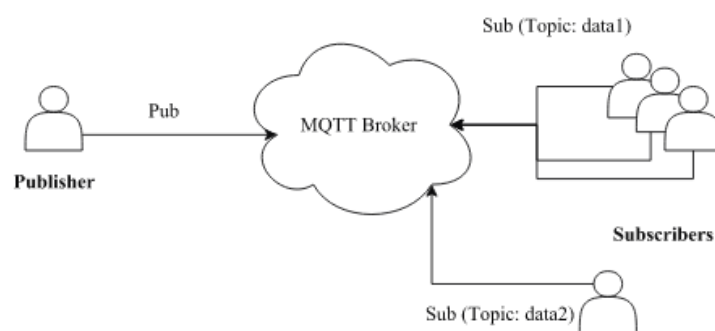 Sub (Topic: data1)
Pub
MQTT Broker
Publisher
Subscribers
Sub (Topic: data2)